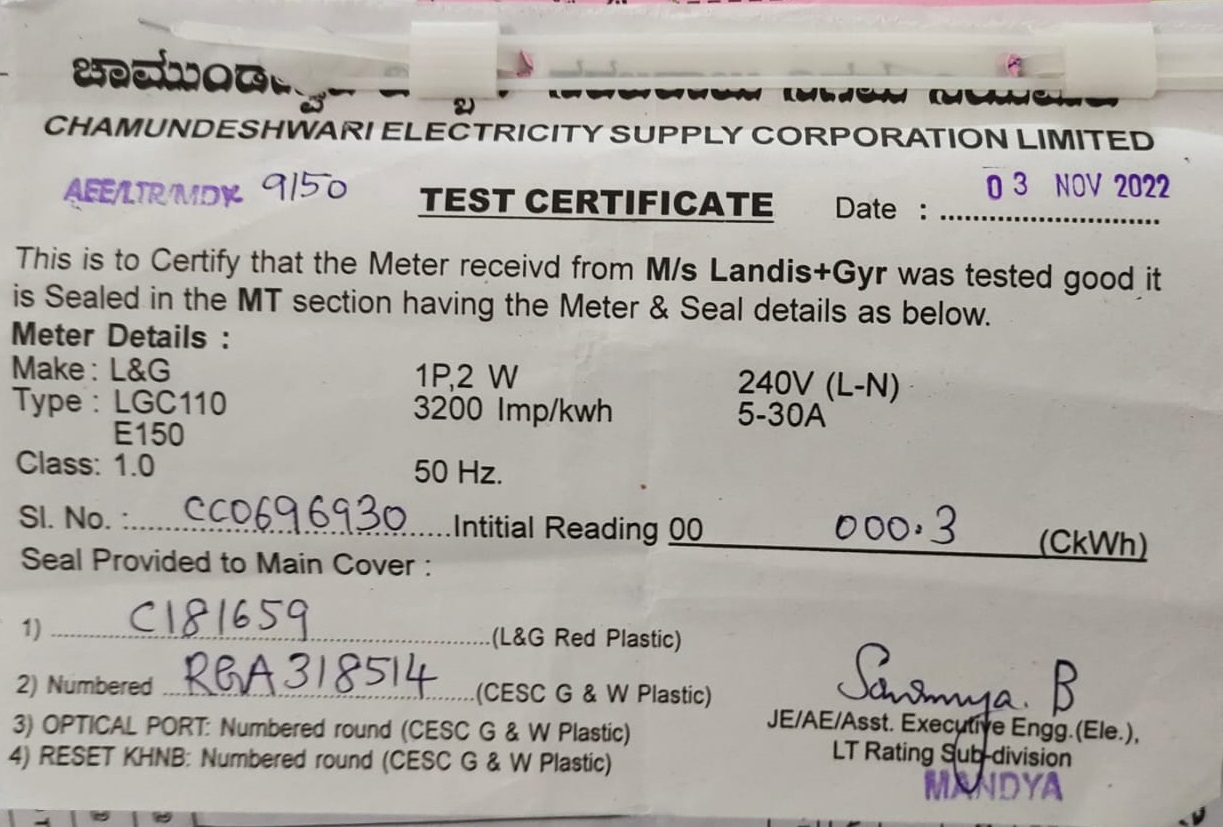 CHAMUNDESHWARI ELECTRICITY SUPPLY CORPORATION LIMITED
AEE/LTR/MDY 9150 TEST CERTIFICATE Date : 03 NOV 2022
This is to Certify that the Meter receivd from M/s Landis+Gyr was tested good it
is Sealed in the MT section having the Meter & Seal details as below.
Meter Details :
Make : L&G 1P,2 W 240V (L-N)
Type : LGC110 3200 Imp/kwh 5-30A
E150
Class: 1.0 50 Hz.
Sl. No. : CC0696930 Intitial Reading 00 000.3 (CkWh)
Seal Provided to Main Cover :
1) C181659 (L&G Red Plastic)
2) Numbered RGA318514 (CESC G & W Plastic)
3) OPTICAL PORT: Numbered round (CESC G & W Plastic)
4) RESET KHNB: Numbered round (CESC G & W Plastic)
JE/AE/Asst. Executive Engg.(Ele.),
LT Rating Sub-division
MANDYA